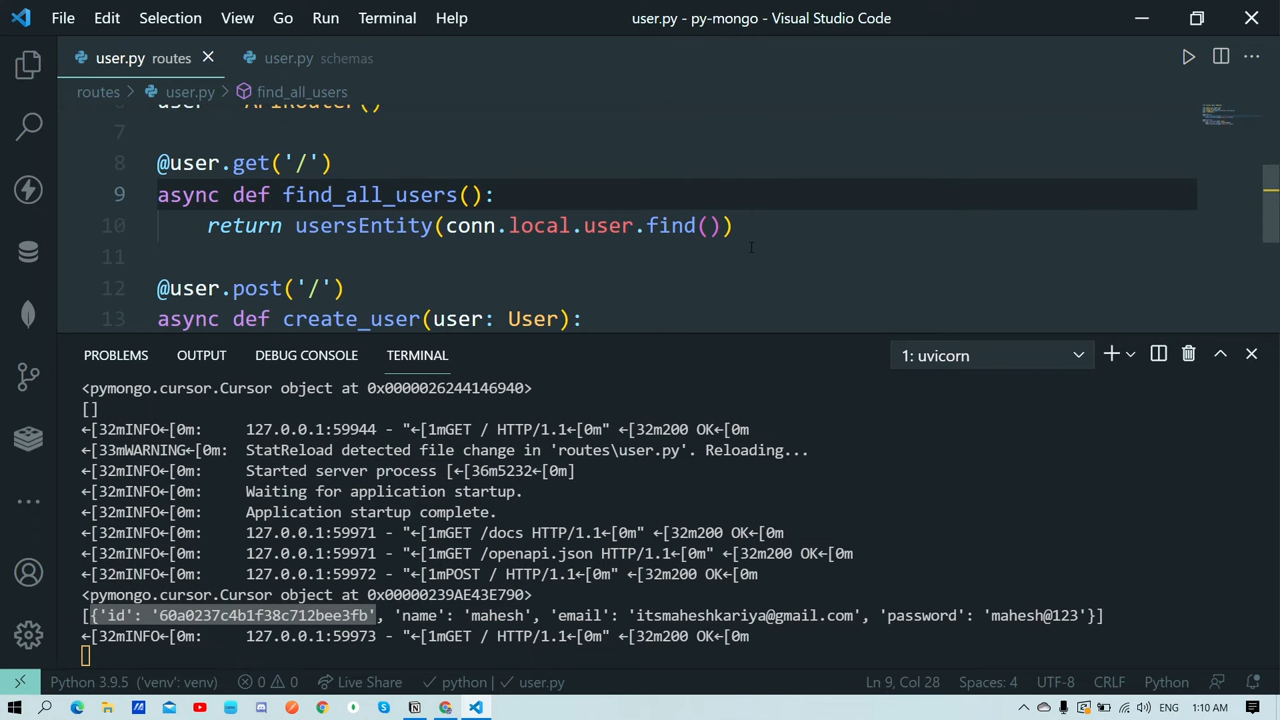 File Edit Selection View Go Run Terminal Help user.py - py-mongo - Visual Studio Code
user.py routes user.py schemas
routes > user.py > find_all_users
6 user = APIRouter()
7
8 @user.get('/')
9 async def find_all_users():
10 return usersEntity(conn.local.user.find())
11
12 @user.post('/')
13 async def create_user(user: User):
PROBLEMS OUTPUT DEBUG CONSOLE TERMINAL 1: uvicorn
<pymongo.cursor.Cursor object at 0x0000026244146940>
[]
←[32mINFO←[0m: 127.0.0.1:59944 - "←[1mGET / HTTP/1.1←[0m" ←[32m200 OK←[0m
←[33mWARNING←[0m: StatReload detected file change in 'routes\user.py'. Reloading...
←[32mINFO←[0m: Started server process [←[36m5232←[0m]
←[32mINFO←[0m: Waiting for application startup.
←[32mINFO←[0m: Application startup complete.
←[32mINFO←[0m: 127.0.0.1:59971 - "←[1mGET /docs HTTP/1.1←[0m" ←[32m200 OK←[0m
←[32mINFO←[0m: 127.0.0.1:59971 - "←[1mGET /openapi.json HTTP/1.1←[0m" ←[32m200 OK←[0m
←[32mINFO←[0m: 127.0.0.1:59972 - "←[1mPOST / HTTP/1.1←[0m" ←[32m200 OK←[0m
<pymongo.cursor.Cursor object at 0x00000239AE43E790>
[{'id': '60a0237c4b1f38c712bee3fb', 'name': 'mahesh', 'email': 'itsmaheshkariya@gmail.com', 'password': 'mahesh@123'}]
←[32mINFO←[0m: 127.0.0.1:59973 - "←[1mGET / HTTP/1.1←[0m" ←[32m200 OK←[0m
Python 3.9.5 ('venv': venv) 0 0 Live Share python | user.py Ln 9, Col 28 Spaces: 4 UTF-8 CRLF Python
ENG 1:10 AM